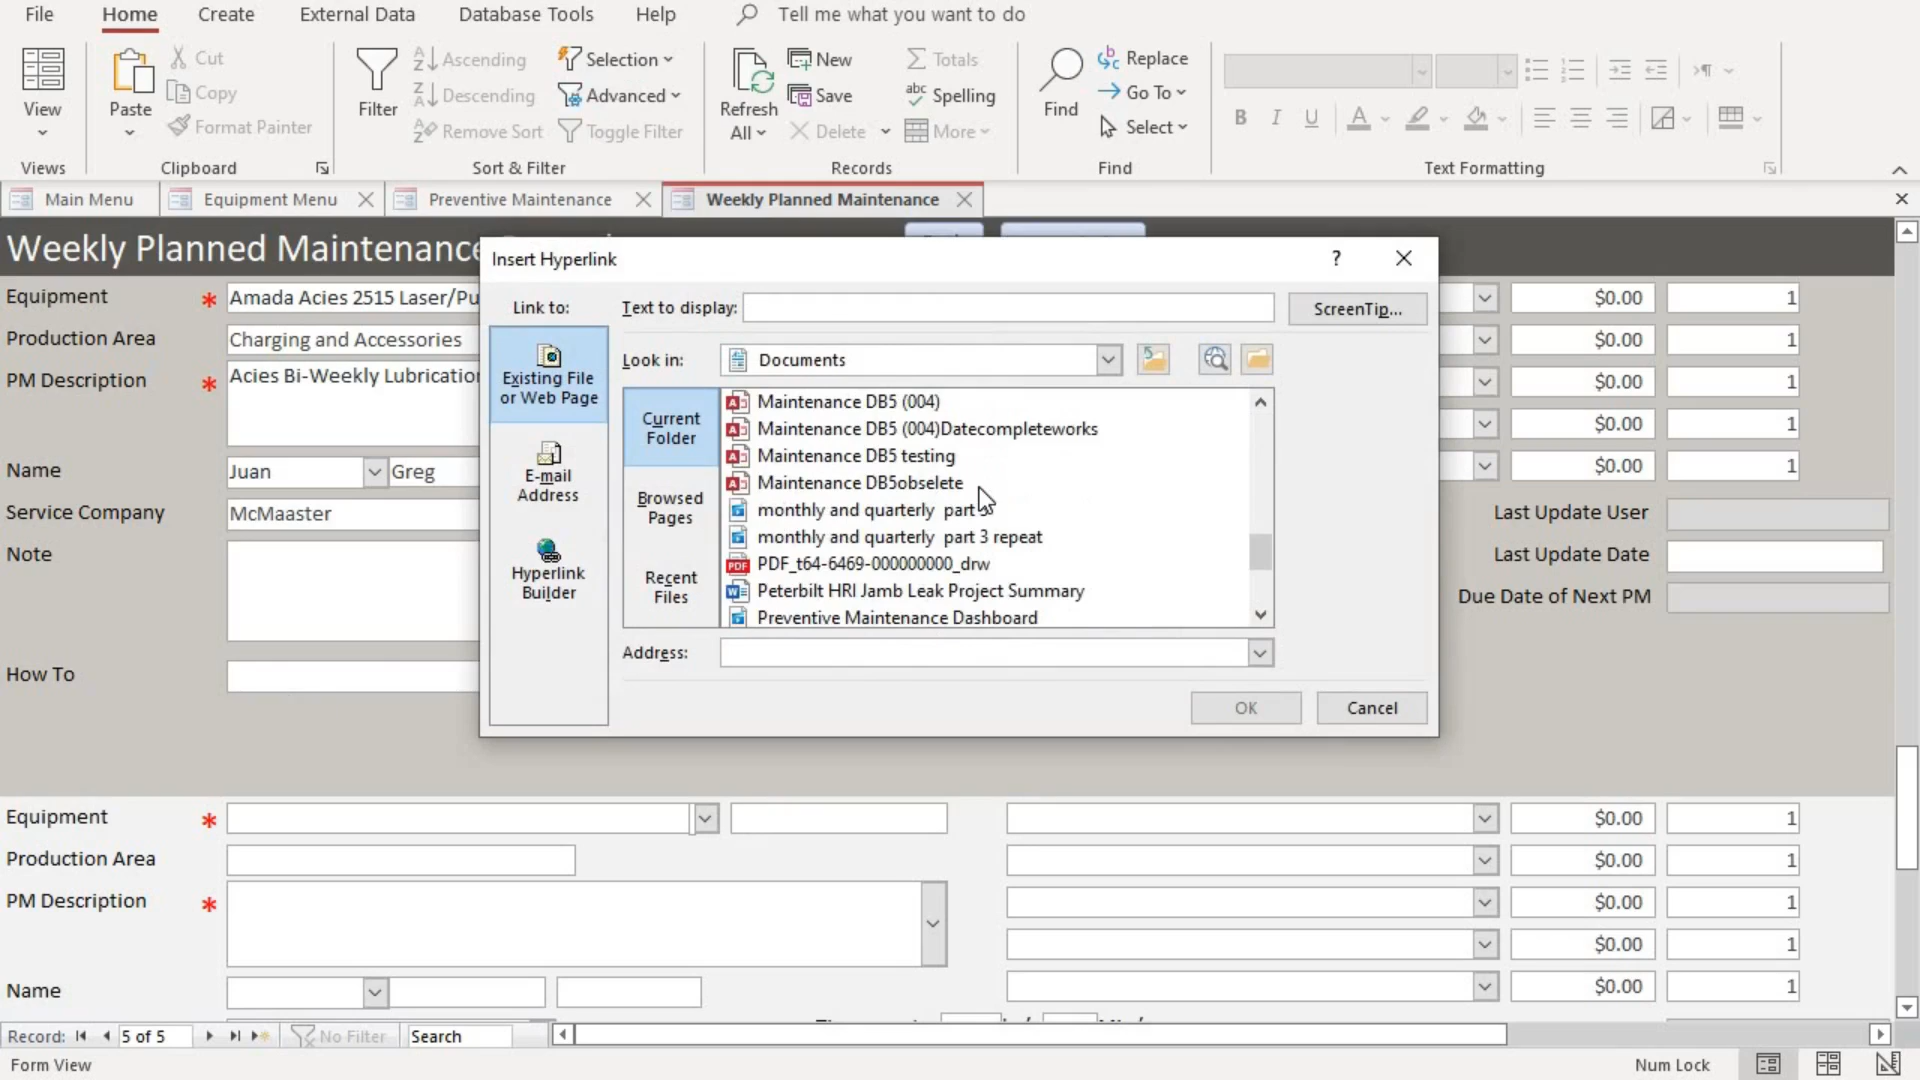 File Home Create External Data Database Tools Help Tell me what you want to do
View
Views
Paste
Cut
Copy
Format Painter
Clipboard
Filter
Ascending
Descending
Remove Sort
Selection
Advanced
Toggle Filter
Sort & Filter
Refresh
All
New
Save
Delete
Totals
Spelling
More
Records
Find
Replace
Go To
Select
Find
B I U A
Text Formatting
Main Menu Equipment Menu Preventive Maintenance Weekly Planned Maintenance
Weekly Planned Maintenance
Equipment * Amada Acies 2515 Laser/Pu
Production Area Charging and Accessories
PM Description * Acies Bi-Weekly Lubrication
Name Juan Greg
Service Company McMaaster
Note
How To
$0.00 1
$0.00 1
$0.00 1
$0.00 1
$0.00 1
Last Update User
Last Update Date
Due Date of Next PM
Insert Hyperlink ?
Link to:
Existing File
or Web Page
E-mail
Address
Hyperlink
Builder
Text to display:
ScreenTip...
Look in: Documents
Current
Folder
Browsed
Pages
Recent
Files
Maintenance DB5 (004)
Maintenance DB5 (004)Datecompleteworks
Maintenance DB5 testing
Maintenance DB5obselete
monthly and quarterly part
monthly and quarterly part 3 repeat
PDF PDF_t64-6469-000000000_drw
Peterbilt HRI Jamb Leak Project Summary
Preventive Maintenance Dashboard
Address:
OK Cancel
Equipment * $0.00 1
Production Area $0.00 1
PM Description * $0.00 1
$0.00 1
Name $0.00 1
Record: 5 of 5 No Filter Search
Form View Num Lock